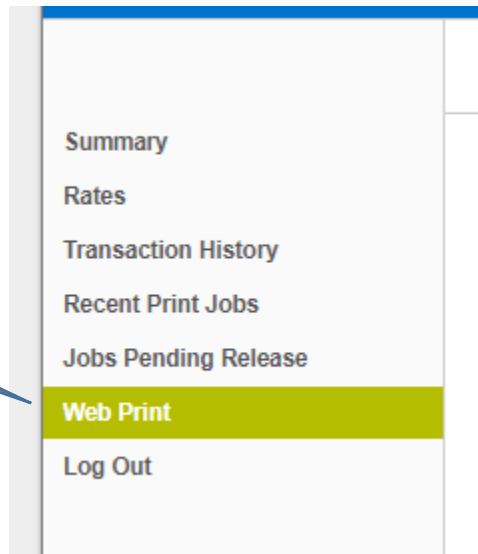 Summary
Rates
Transaction History
Recent Print Jobs
Jobs Pending Release
Web Print
Log Out